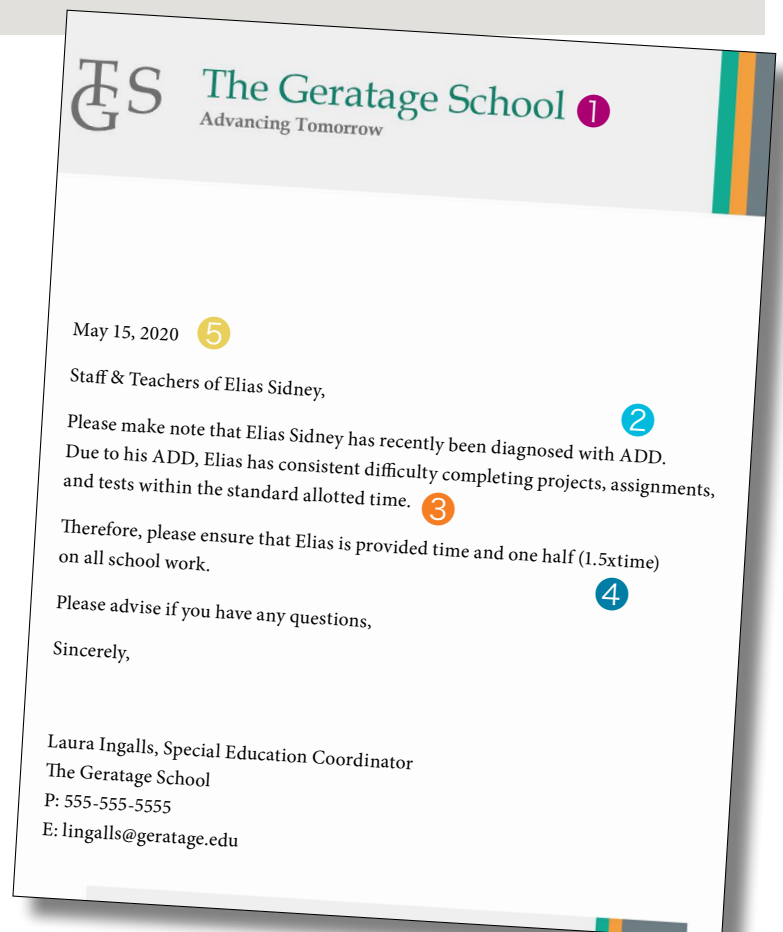 TGS
The Geratage School 1
Advancing Tomorrow
May 15, 2020 5
Staff & Teachers of Elias Sidney,
2
Please make note that Elias Sidney has recently been diagnosed with ADD.
Due to his ADD, Elias has consistent difficulty completing projects, assignments,
and tests within the standard allotted time. 3
Therefore, please ensure that Elias is provided time and one half (1.5xtime)
on all school work.
4
Please advise if you have any questions,
Sincerely,
Laura Ingalls, Special Education Coordinator
The Geratage School
P: 555-555-5555
E: lingalls@geratage.edu